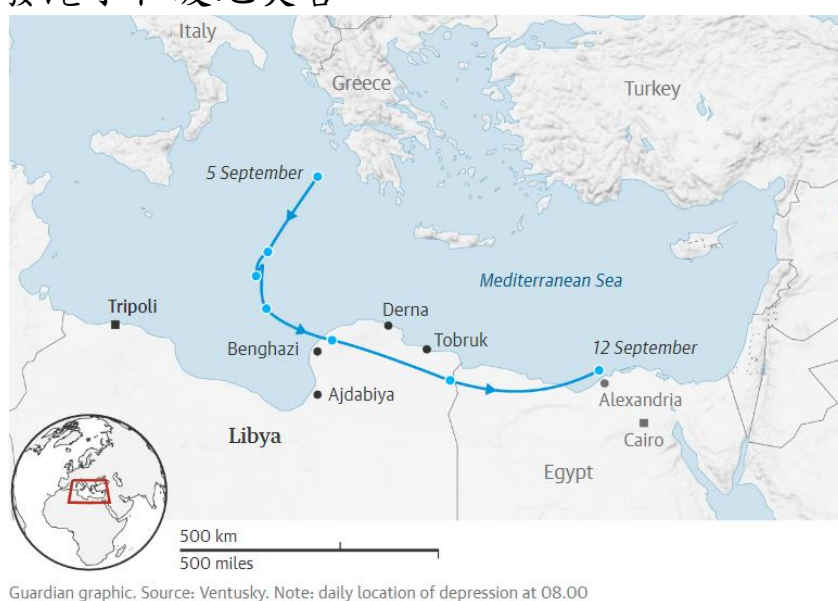 Italy
Greece
Turkey
5 September
Mediterranean Sea
Tripoli
Derna
Benghazi
Tobruk
12 September
Ajdabiya
Alexandria
Libya
Cairo
Egypt
500 km
500 miles
Guardian graphic. Source: Ventusky. Note: daily location of depression at 08.00